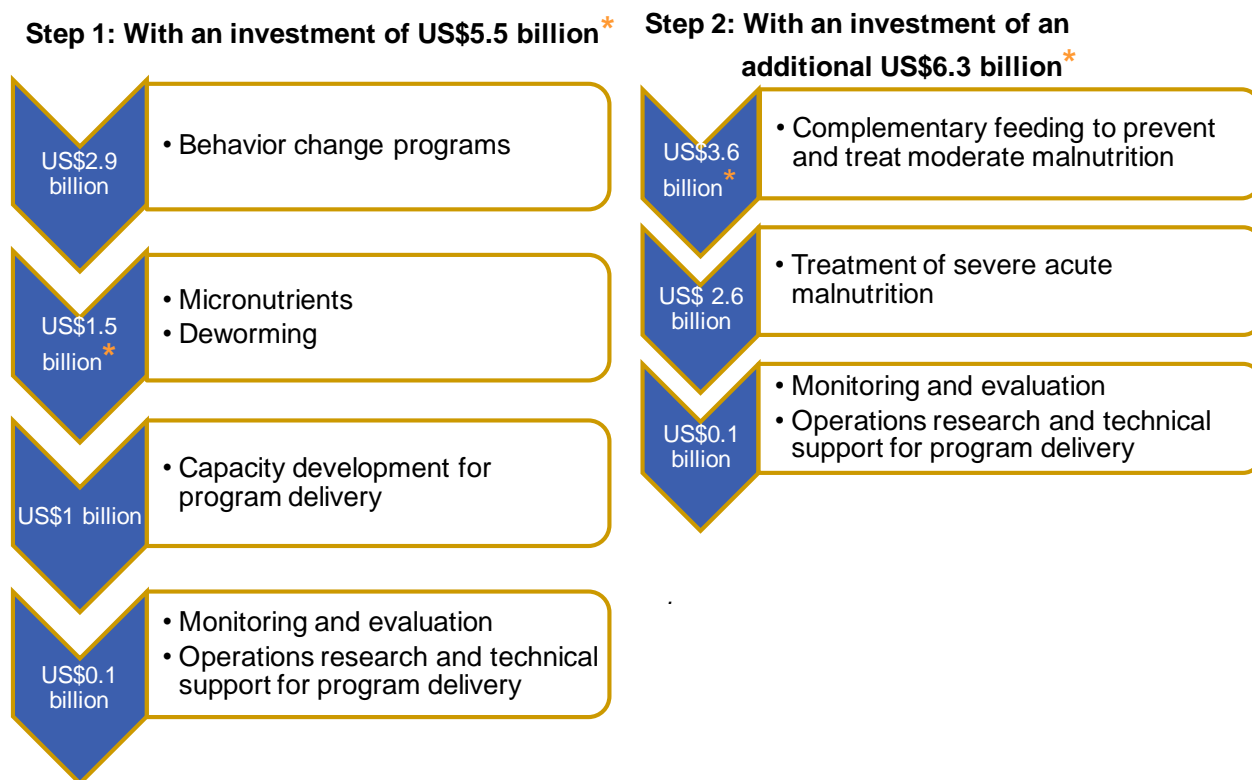 Step 1: With an investment of US$5.5 billion*
US$2.9
billion
• Behavior change programs
US$1.5
billion*
• Micronutrients
• Deworming
US$1 billion
• Capacity development for
program delivery
US$0.1
billion
• Monitoring and evaluation
• Operations research and technical
support for program delivery
Step 2: With an investment of an
additional US$6.3 billion*
US$3.6
billion*
• Complementary feeding to prevent
and treat moderate malnutrition
US$ 2.6
billion
• Treatment of severe acute
malnutrition
US$0.1
billion
• Monitoring and evaluation
• Operations research and technical
support for program delivery
.